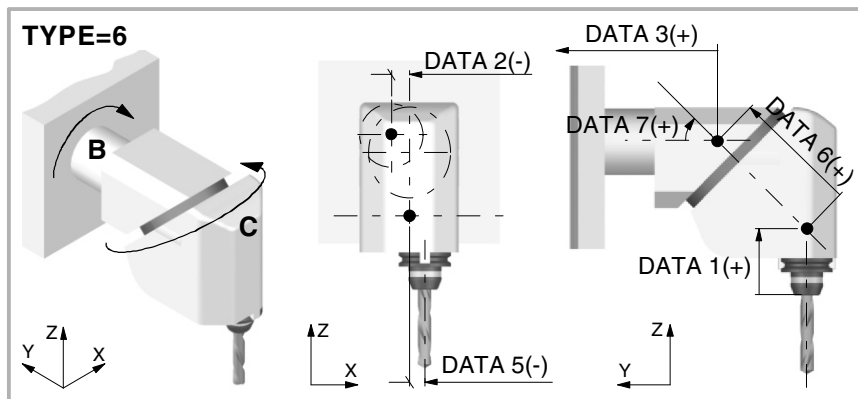 TYPE=6
DATA 3(+)
DATA 2(-)
B
DATA 7(+)
DATA 6(+)
C
DATA 1(+)
Z
Y
X
Z
X
DATA 5(-)
Z
Y